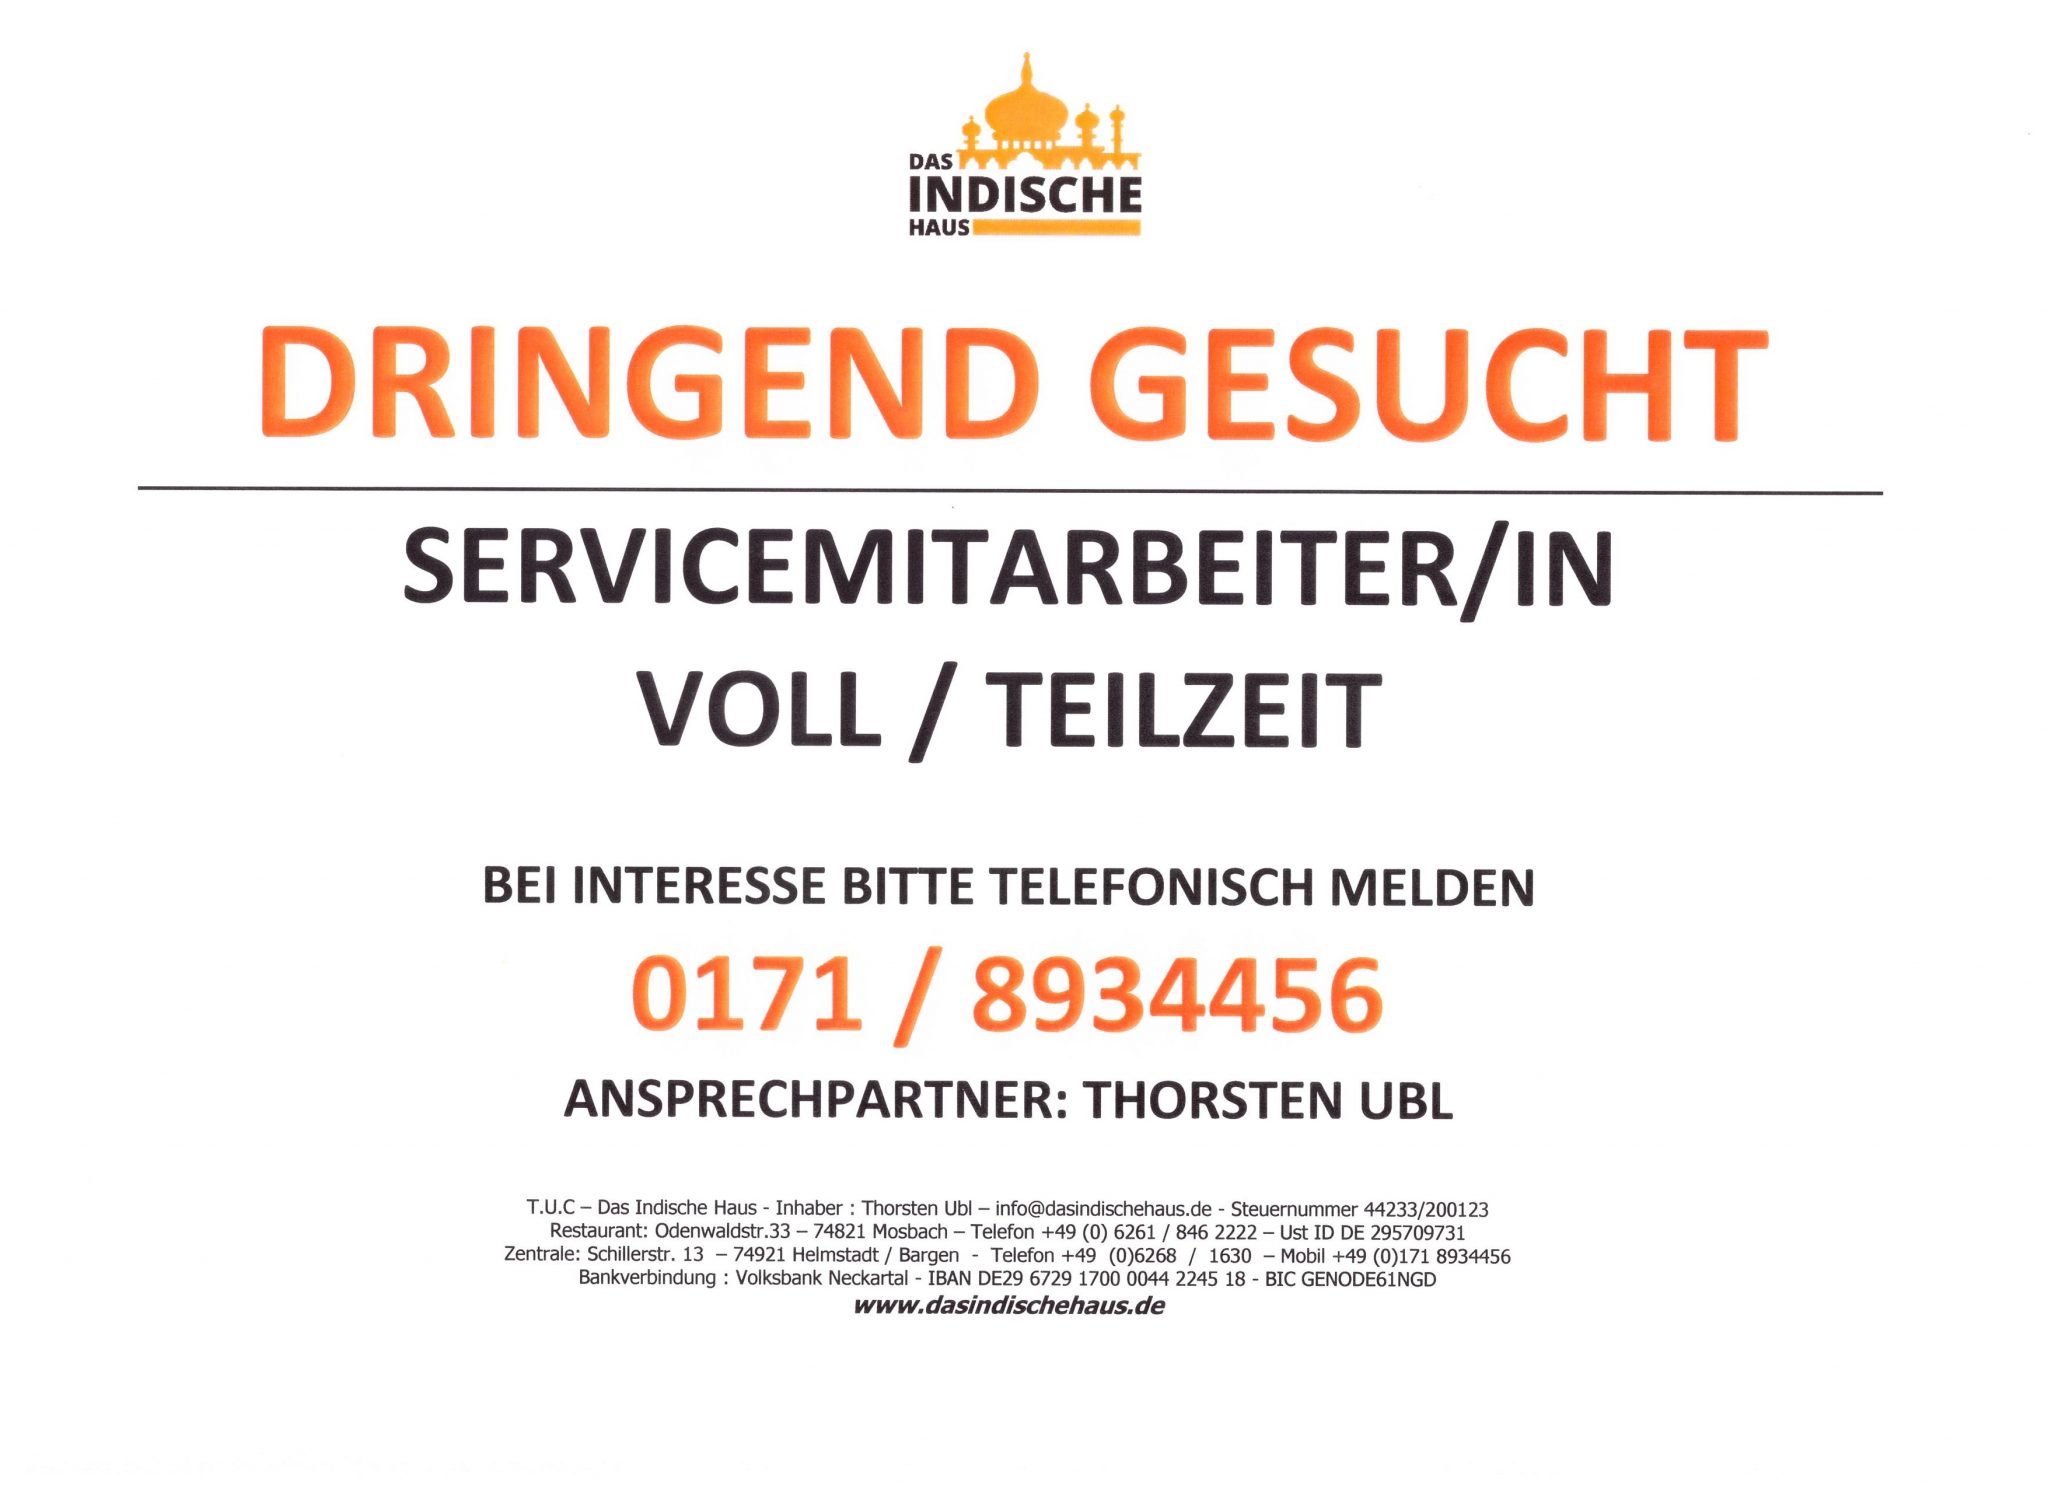 DAS
INDISCHE
HAUS
DRINGEND GESUCHT
SERVICEMITARBEITER/IN
VOLL / TEILZEIT
BEI INTERESSE BITTE TELEFONISCH MELDEN
0171 / 8934456
ANSPRECHPARTNER: THORSTEN UBL
T.U.C – Das Indische Haus - Inhaber : Thorsten Ubl – info@dasindischehaus.de - Steuernummer 44233/200123
Restaurant: Odenwaldstr.33 – 74821 Mosbach – Telefon +49 (0) 6261 / 846 2222 – Ust ID DE 295709731
Zentrale: Schillerstr. 13 – 74921 Helmstadt / Bargen - Telefon +49 (0)6268 / 1630 – Mobil +49 (0)171 8934456
Bankverbindung : Volksbank Neckartal - IBAN DE29 6729 1700 0044 2245 18 - BIC GENODE61NGD
www.dasindischehaus.de